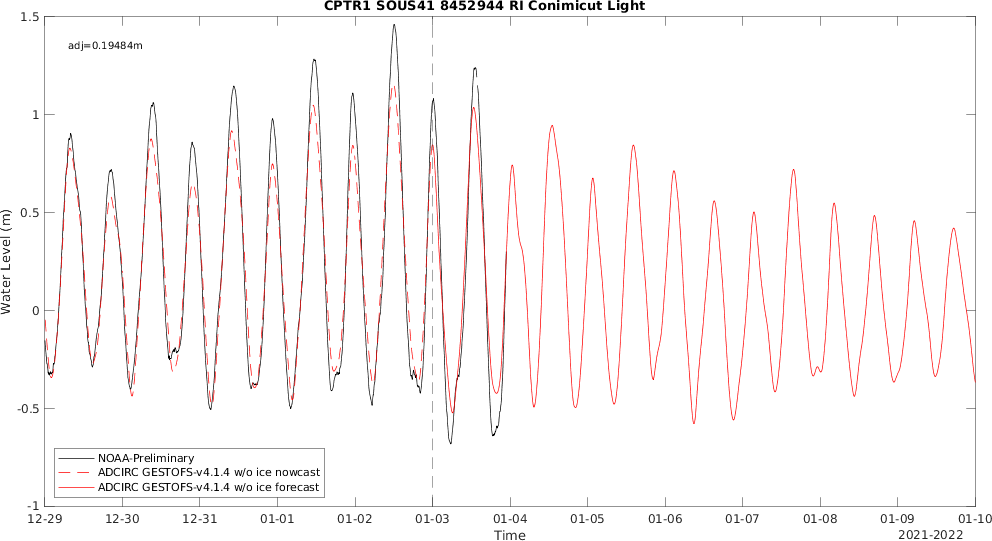 CPTR1 SOUS41 8452944 RI Conimicut Light
adj=0.19484m
1.5
1
0.5
0
-0.5
-1
Water Level (m)
NOAA-Preliminary
ADCIRC GESTOFS-v4.1.4 w/o ice nowcast
ADCIRC GESTOFS-v4.1.4 w/o ice forecast
12-29 12-30 12-31 01-01 01-02 01-03 01-04 01-05 01-06 01-07 01-08 01-09 01-10
Time
2021-2022